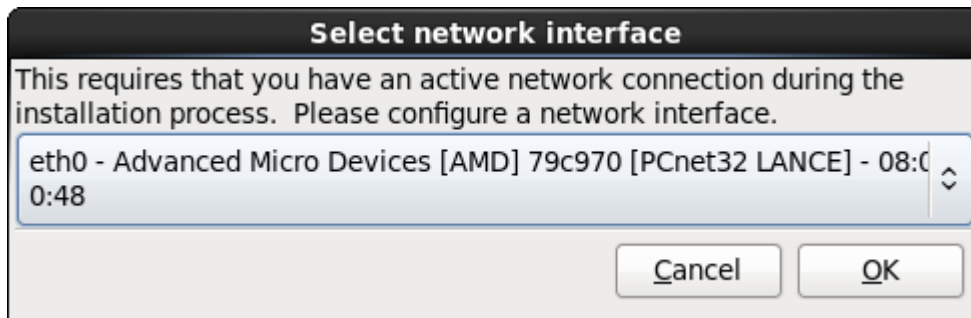 Select network interface
This requires that you have an active network connection during the
installation process.  Please configure a network interface.
eth0 - Advanced Micro Devices [AMD] 79c970 [PCnet32 LANCE] - 08:0
0:48
Cancel
OK